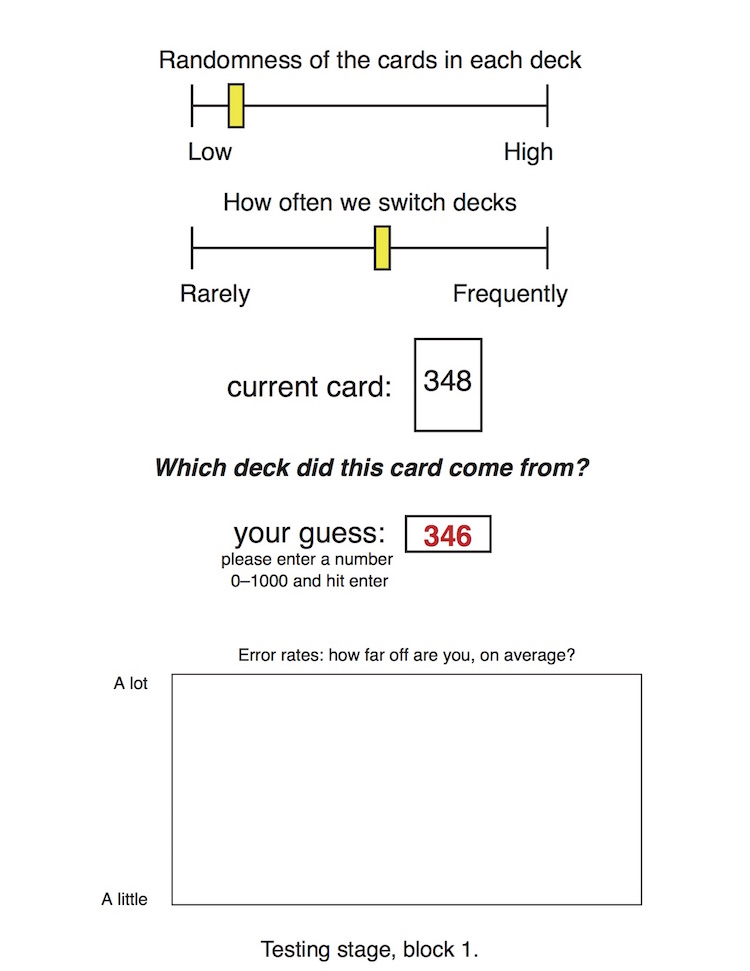 Randomness of the cards in each deck
Low High
How often we switch decks
Rarely Frequently
current card: 348
Which deck did this card come from?
your guess: 346
please enter a number
0–1000 and hit enter
Error rates: how far off are you, on average?
A lot
A little
Testing stage, block 1.